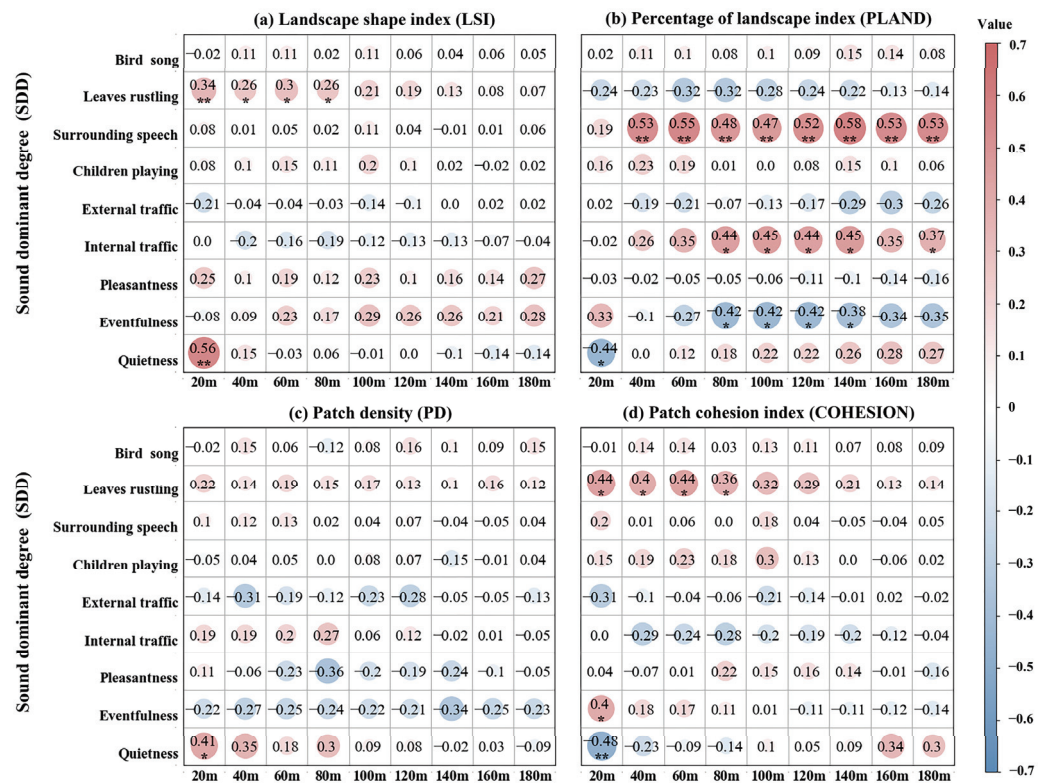 (a) Landscape shape index (LSI)
(b) Percentage of landscape index (PLAND)
Value
Sound dominant degree (SDD)
Bird song −0.02 0.11 0.11 0.02 0.11 0.06 0.04 0.06 0.05
0.02 0.11 0.1 0.08 0.1 0.09 0.15 0.14 0.08
Leaves rustling 0.34 0.26 0.3 0.26 0.21 0.19 0.13 0.08 0.07
** * * *
−0.24 −0.23 −0.32 −0.32 −0.28 −0.24 −0.22 −0.13 −0.14
Surrounding speech 0.08 0.01 0.05 0.02 0.11 0.04 −0.01 0.01 0.06
0.19 0.53 0.55 0.48 0.47 0.52 0.58 0.53 0.53
** ** ** ** ** ** ** **
Children playing 0.08 0.1 0.15 0.11 0.2 0.1 0.02 −0.02 0.02
0.16 0.23 0.19 0.01 0.0 0.08 0.15 0.1 0.06
External traffic −0.21 −0.04 −0.04 −0.03 −0.14 −0.1 0.0 0.02 0.02
0.02 −0.19 −0.21 −0.07 −0.13 −0.17 −0.29 −0.3 −0.26
Internal traffic 0.0 −0.2 −0.16 −0.19 −0.12 −0.13 −0.13 −0.07 −0.04
−0.02 0.26 0.35 0.44 0.45 0.44 0.45 0.35 0.37
* * * * *
Pleasantness 0.25 0.1 0.19 0.12 0.23 0.1 0.16 0.14 0.27
−0.03 −0.02 −0.05 −0.05 −0.06 −0.11 −0.1 −0.14 −0.16
Eventfulness −0.08 0.09 0.23 0.17 0.29 0.26 0.26 0.21 0.28
0.33 −0.1 −0.27 −0.42 −0.42 −0.42 −0.38 −0.34 −0.35
* * * *
Quietness 0.56 0.15 −0.03 0.06 −0.01 0.0 −0.1 −0.14 −0.14
**
−0.44 0.0 0.12 0.18 0.22 0.22 0.26 0.28 0.27
*
20m 40m 60m 80m 100m 120m 140m 160m 180m
20m 40m 60m 80m 100m 120m 140m 160m 180m
(c) Patch density (PD)
(d) Patch cohesion index (COHESION)
Sound dominant degree (SDD)
Bird song −0.02 0.15 0.06 −0.12 0.08 0.16 0.1 0.09 0.15
−0.01 0.14 0.14 0.03 0.13 0.11 0.07 0.08 0.09
Leaves rustling 0.22 0.14 0.19 0.15 0.17 0.13 0.1 0.16 0.12
0.44 0.4 0.44 0.36 0.32 0.29 0.21 0.13 0.14
* * * *
Surrounding speech 0.1 0.12 0.13 0.02 0.04 0.07 −0.04 −0.05 0.04
0.2 0.01 0.06 0.0 0.18 0.04 −0.05 −0.04 0.05
Children playing −0.05 0.04 0.05 0.0 0.08 0.07 −0.15 −0.01 0.04
0.15 0.19 0.23 0.18 0.3 0.13 0.0 −0.06 0.02
External traffic −0.14 −0.31 −0.19 −0.12 −0.23 −0.28 −0.05 −0.05 −0.13
−0.31 −0.1 −0.04 −0.06 −0.21 −0.14 −0.01 0.02 −0.02
Internal traffic 0.19 0.19 0.2 0.27 0.06 0.12 −0.02 0.01 −0.05
0.0 −0.29 −0.24 −0.28 −0.2 −0.19 −0.2 −0.12 −0.04
Pleasantness 0.11 −0.06 −0.23 −0.36 −0.2 −0.19 −0.24 −0.1 −0.05
0.04 −0.07 0.01 0.22 0.15 0.16 0.14 −0.01 −0.16
Eventfulness −0.22 −0.27 −0.25 −0.24 −0.22 −0.21 −0.34 −0.25 −0.23
0.4 0.18 0.17 0.11 0.01 −0.11 −0.11 −0.12 −0.14
*
Quietness 0.41 0.35 0.18 0.3 0.09 0.08 −0.02 0.03 −0.09
*
−0.48 −0.23 −0.09 −0.14 0.1 0.05 0.09 0.34 0.3
**
20m 40m 60m 80m 100m 120m 140m 160m 180m
20m 40m 60m 80m 100m 120m 140m 160m 180m
0.7
0.6
0.5
0.4
0.3
0.2
0.1
0
−0.1
−0.2
−0.3
−0.4
−0.5
−0.6
−0.7